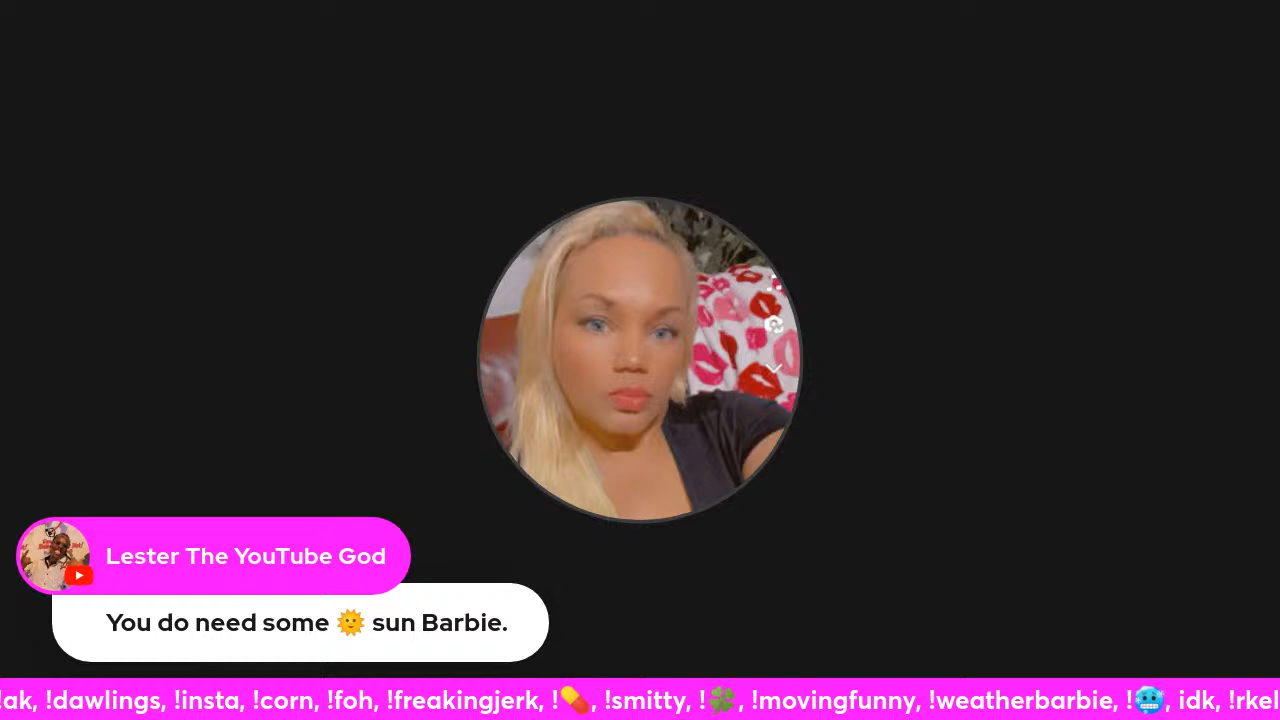 Lester The YouTube God
You do need some 🌞 sun Barbie.
!ak, !dawlings, !insta, !corn, !foh, !freakingjerk, !💊, !smitty, !🍀, !movingfunny, !weatherbarbie, !🥶, idk, !rkel